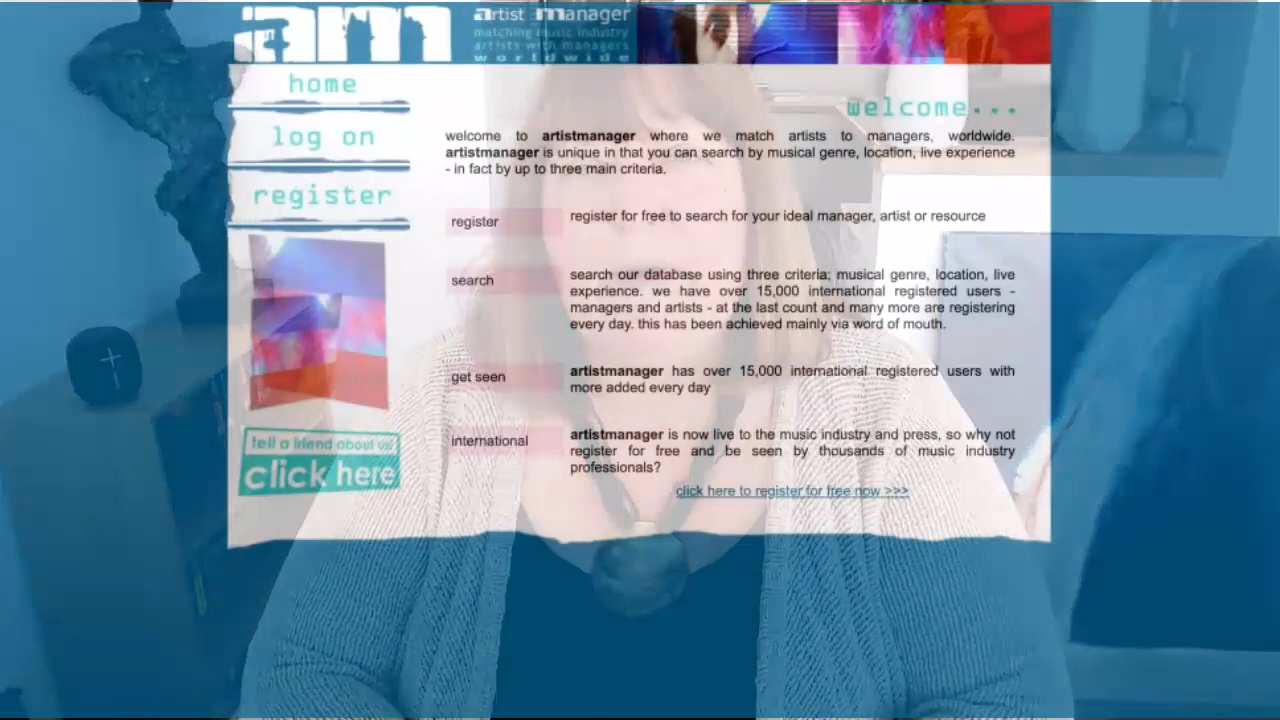 am
artist manager
matching music industry
artists with managers
worldwide
home
log on
register
tell a friend about us!
click here
welcome...
welcome to artistmanager where we match artists to managers, worldwide.
artistmanager is unique in that you can search by musical genre, location, live experience
- in fact by up to three main criteria.
register
register for free to search for your ideal manager, artist or resource
search
search our database using three criteria; musical genre, location, live
experience. we have over 15,000 international registered users -
managers and artists - at the last count and many more are registering
every day. this has been achieved mainly via word of mouth.
get seen
artistmanager has over 15,000 international registered users with
more added every day
international
artistmanager is now live to the music industry and press, so why not
register for free and be seen by thousands of music industry
professionals?
click here to register for free now >>>